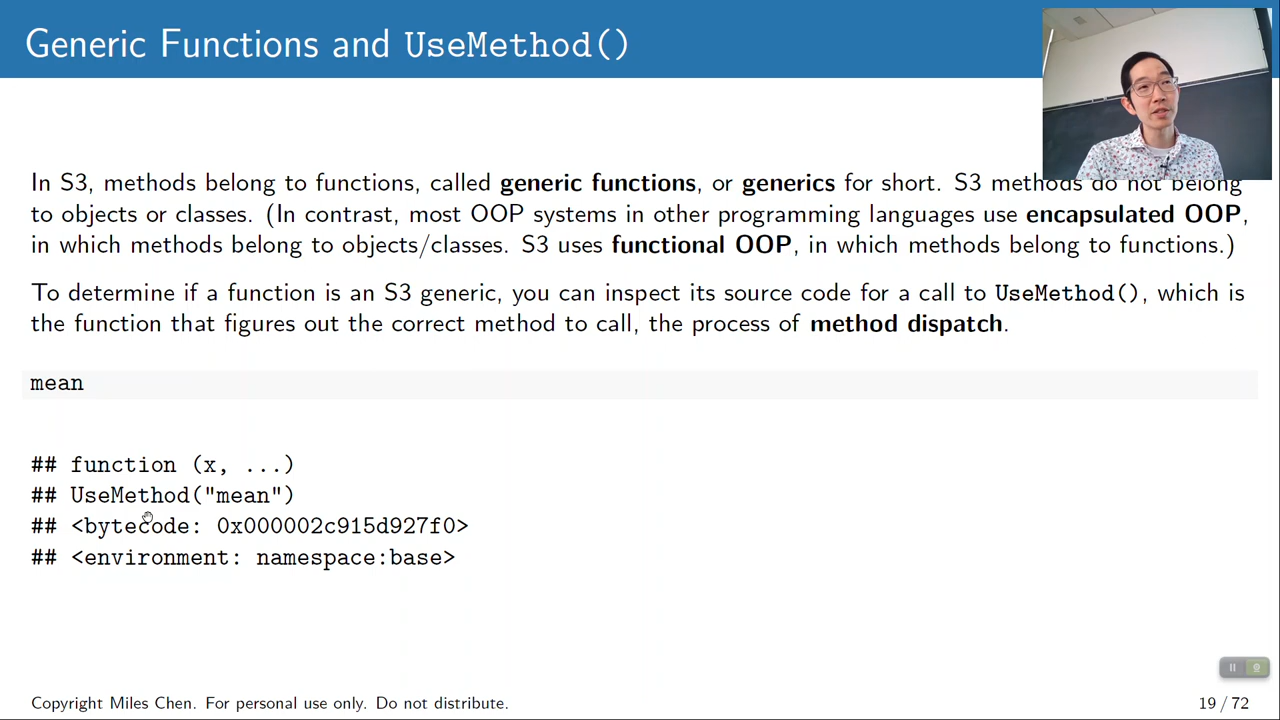 Generic Functions and UseMethod()
In S3, methods belong to functions, called generic functions, or generics for short. S3 methods do not belong
to objects or classes. (In contrast, most OOP systems in other programming languages use encapsulated OOP,
in which methods belong to objects/classes. S3 uses functional OOP, in which methods belong to functions.)
To determine if a function is an S3 generic, you can inspect its source code for a call to UseMethod(), which is
the function that figures out the correct method to call, the process of method dispatch.
mean
## function (x, ...)
## UseMethod("mean")
## <bytecode: 0x000002c915d927f0>
## <environment: namespace:base>
Copyright Miles Chen. For personal use only. Do not distribute.
19 / 72